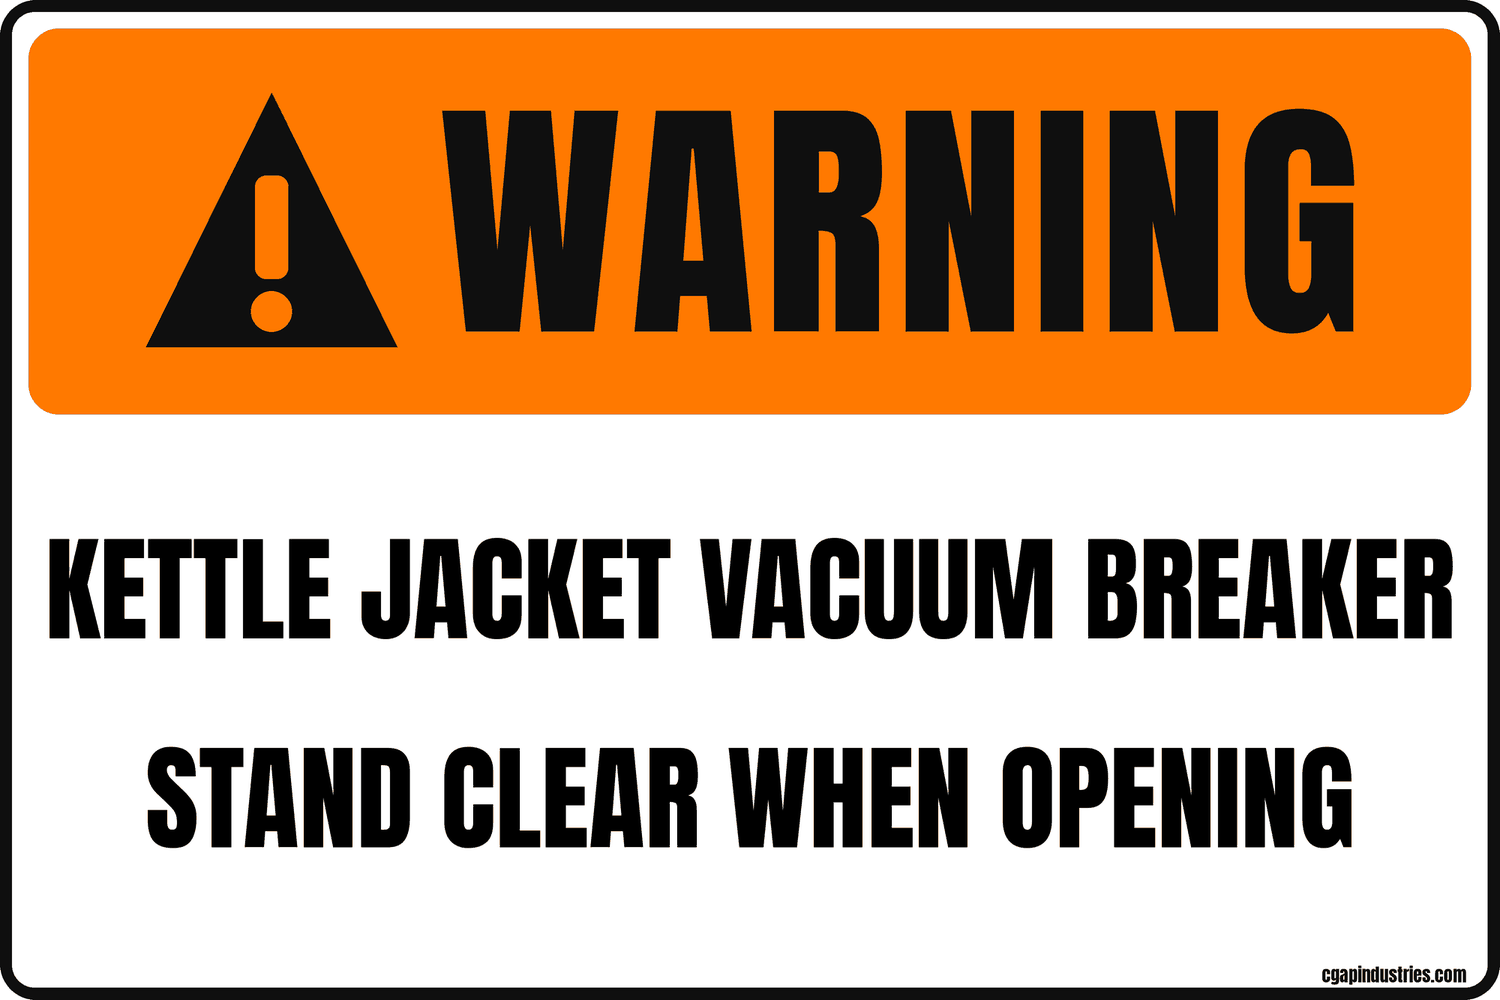 WARNING
KETTLE JACKET VACUUM BREAKER
STAND CLEAR WHEN OPENING
cgapindustries.com